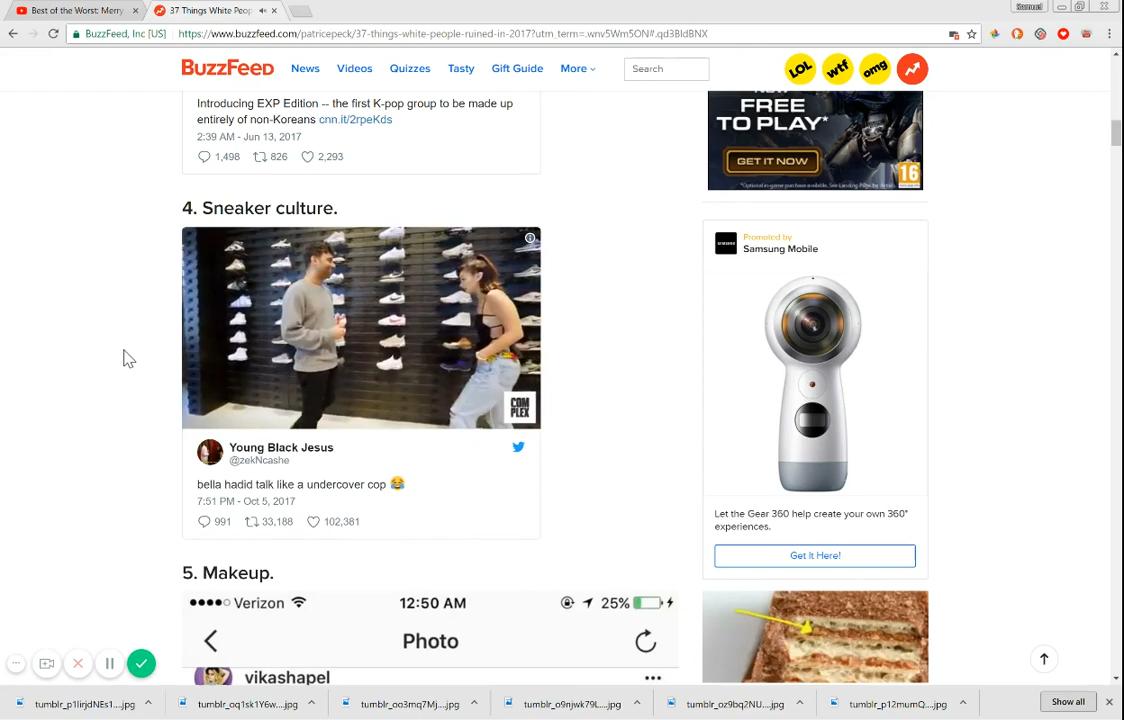 Best of the Worst: Merry
37 Things White Peop
Samuel
BuzzFeed, Inc [US]
https://www.buzzfeed.com/patricepeck/37-things-white-people-ruined-in-2017?utm_term=.wnv5Wm5ON#.qd3BldBNX
BuzzFeed
News
Videos
Quizzes
Tasty
Gift Guide
More
Search
LOL
wtf
omg
Introducing EXP Edition -- the first K-pop group to be made up
entirely of non-Koreans cnn.it/2rpeKds
2:39 AM - Jun 13, 2017
1,498
826
2,293
FREE
TO PLAY*
GET IT NOW
16
4. Sneaker culture.
COM
PLEX
Young Black Jesus
@zekNcashe
bella hadid talk like a undercover cop 😂
7:51 PM - Oct 5, 2017
991
33,188
102,381
Promoted by
Samsung Mobile
SAMSUNG
Let the Gear 360 help create your own 360°
experiences.
Get It Here!
5. Makeup.
Verizon
12:50 AM
25%
Photo
vikashapel
tumblr_p1lirjdNEs1....jpg
tumblr_oq1sk1Y6w....jpg
tumblr_oo3mq7Mj....jpg
tumblr_o9njwk79L....jpg
tumblr_oz9bq2NU....jpg
tumblr_p12mumQ....jpg
Show all